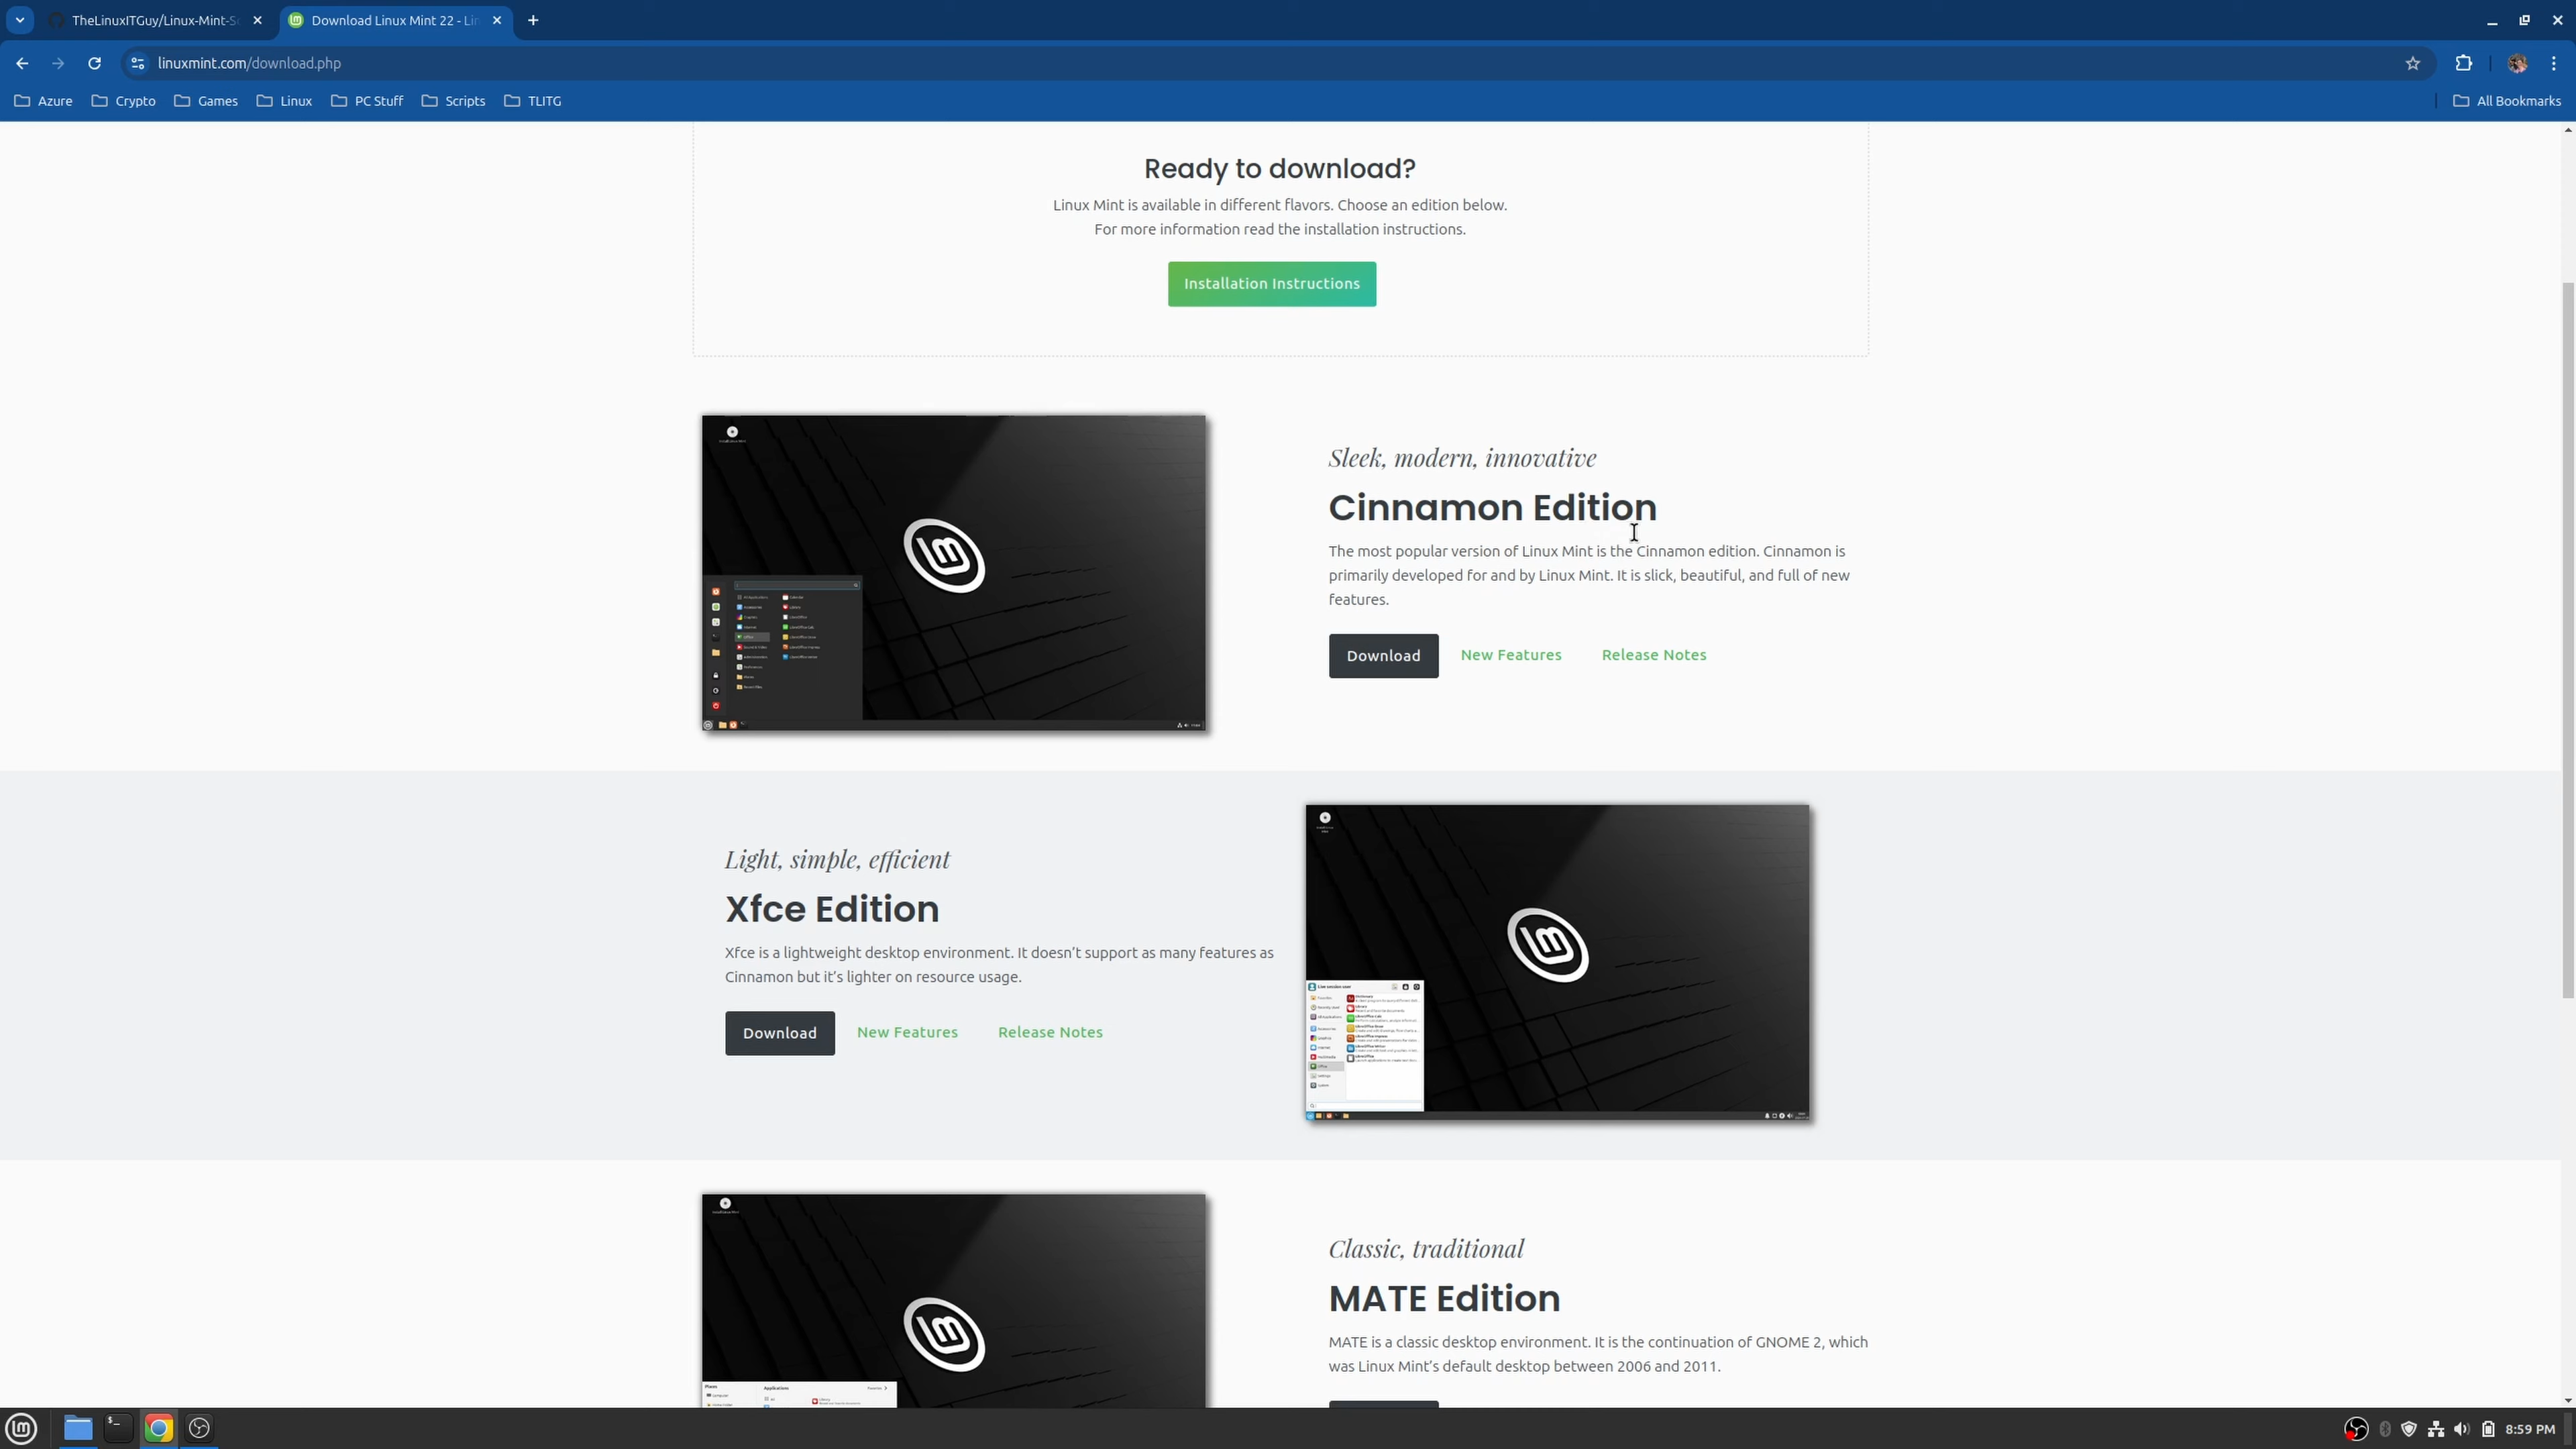 TheLinuxITGuy/Linux-Mint-Sc
Download Linux Mint 22 - Lin
linuxmint.com/download.php
Azure
Crypto
Games
Linux
PC Stuff
Scripts
TLITG
All Bookmarks
Ready to download?
Linux Mint is available in different flavors. Choose an edition below.
For more information read the installation instructions.
Installation Instructions
Sleek, modern, innovative
Cinnamon Edition
The most popular version of Linux Mint is the Cinnamon edition. Cinnamon is
primarily developed for and by Linux Mint. It is slick, beautiful, and full of new
features.
Download New Features Release Notes
Light, simple, efficient
Xfce Edition
Xfce is a lightweight desktop environment. It doesn’t support as many features as
Cinnamon but it’s lighter on resource usage.
Download New Features Release Notes
Classic, traditional
MATE Edition
MATE is a classic desktop environment. It is the continuation of GNOME 2, which
was Linux Mint’s default desktop between 2006 and 2011.
8:59 PM